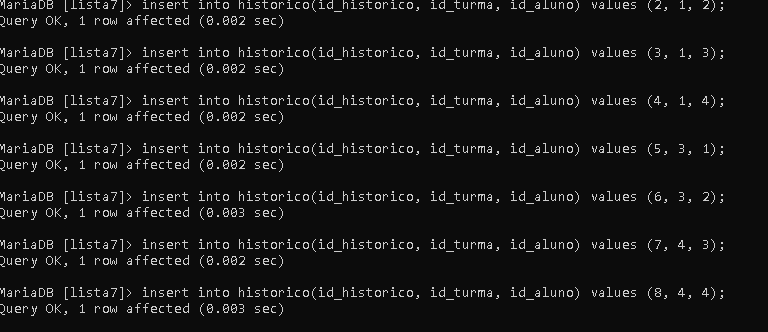 MariaDB [lista7]> insert into historico(id_historico, id_turma, id_aluno) values (2, 1, 2);
Query OK, 1 row affected (0.002 sec)
MariaDB [lista7]> insert into historico(id_historico, id_turma, id_aluno) values (3, 1, 3);
Query OK, 1 row affected (0.002 sec)
MariaDB [lista7]> insert into historico(id_historico, id_turma, id_aluno) values (4, 1, 4);
Query OK, 1 row affected (0.002 sec)
MariaDB [lista7]> insert into historico(id_historico, id_turma, id_aluno) values (5, 3, 1);
Query OK, 1 row affected (0.002 sec)
MariaDB [lista7]> insert into historico(id_historico, id_turma, id_aluno) values (6, 3, 2);
Query OK, 1 row affected (0.003 sec)
MariaDB [lista7]> insert into historico(id_historico, id_turma, id_aluno) values (7, 4, 3);
Query OK, 1 row affected (0.002 sec)
MariaDB [lista7]> insert into historico(id_historico, id_turma, id_aluno) values (8, 4, 4);
Query OK, 1 row affected (0.003 sec)